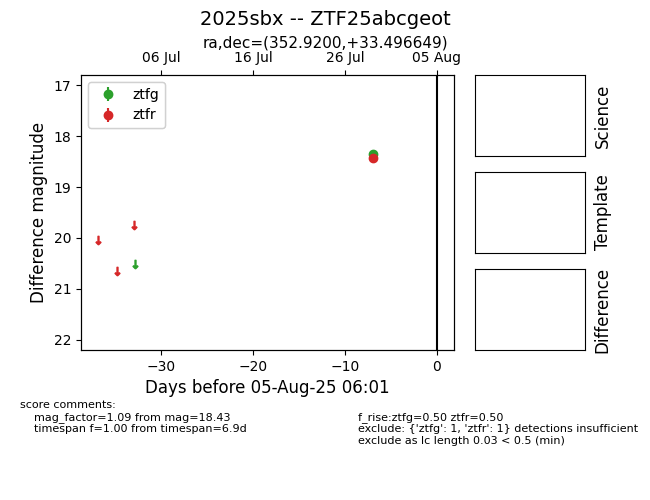 2025sbx -- ZTF25abcgeot
ra,dec=(352.9200,+33.496649)
06 Jul 16 Jul 26 Jul 05 Aug
17
18
19
20
21
22
Difference magnitude
ztfg
ztfr
−30 −20 −10 0
Days before 05-Aug-25 06:01
Science
Template
Difference
score comments:
mag_factor=1.09 from mag=18.43
timespan f=1.00 from timespan=6.9d
f_rise:ztfg=0.50 ztfr=0.50
exclude: {'ztfg': 1, 'ztfr': 1} detections insufficient
exclude as lc length 0.03 < 0.5 (min)